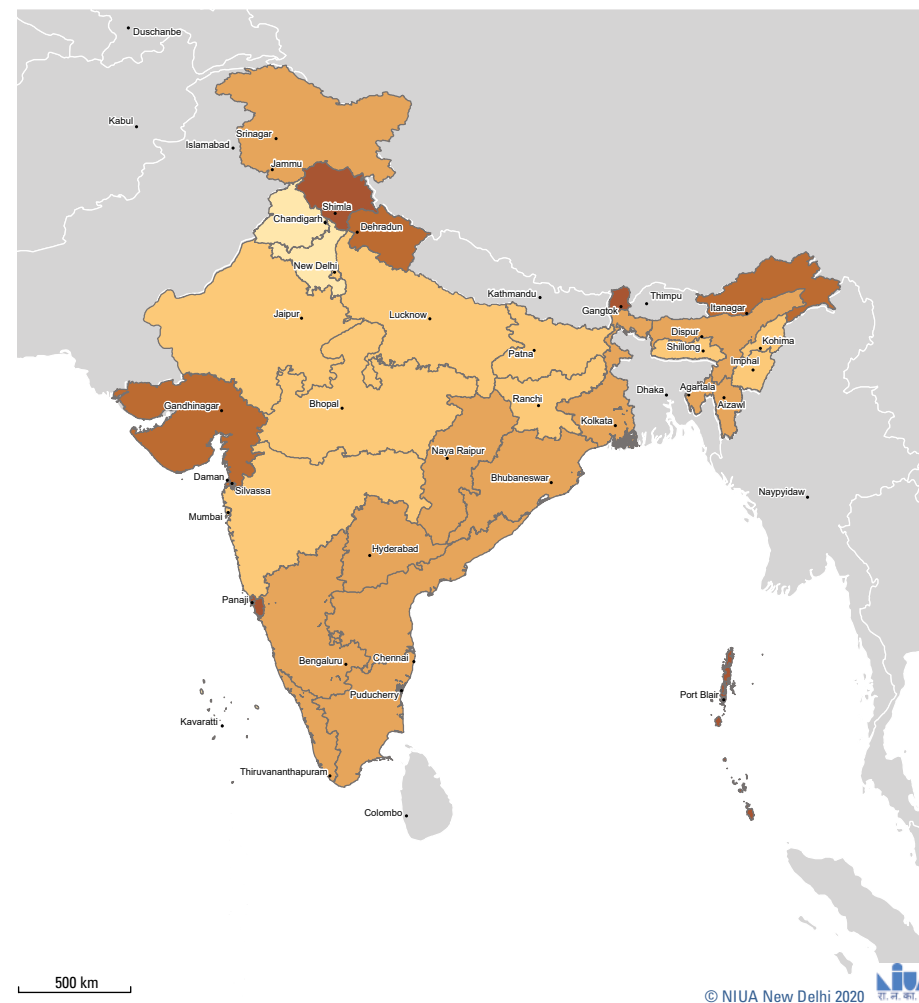 Duschanbe
Kabul
Srinagar
Islamabad
Jammu
Shimla
Chandigarh
Dehradun
New Delhi
Kathmandu
Thimpu
Gangtok
Itanagar
Jaipur
Lucknow
Dispur
Kohima
Shillong
Patna
Imphal
Dhaka
Agartala
Ranchi
Aizawl
Gandhinagar
Bhopal
Kolkata
Naya Raipur
Daman
Bhubaneswar
Silvassa
Naypyidaw
Mumbai
Hyderabad
Panaji
Bengaluru
Chennai
Puducherry
Port Blair
Kavaratti
Thiruvananthapuram
Colombo
500 km
© NIUA New Delhi 2020
रा. न. का.